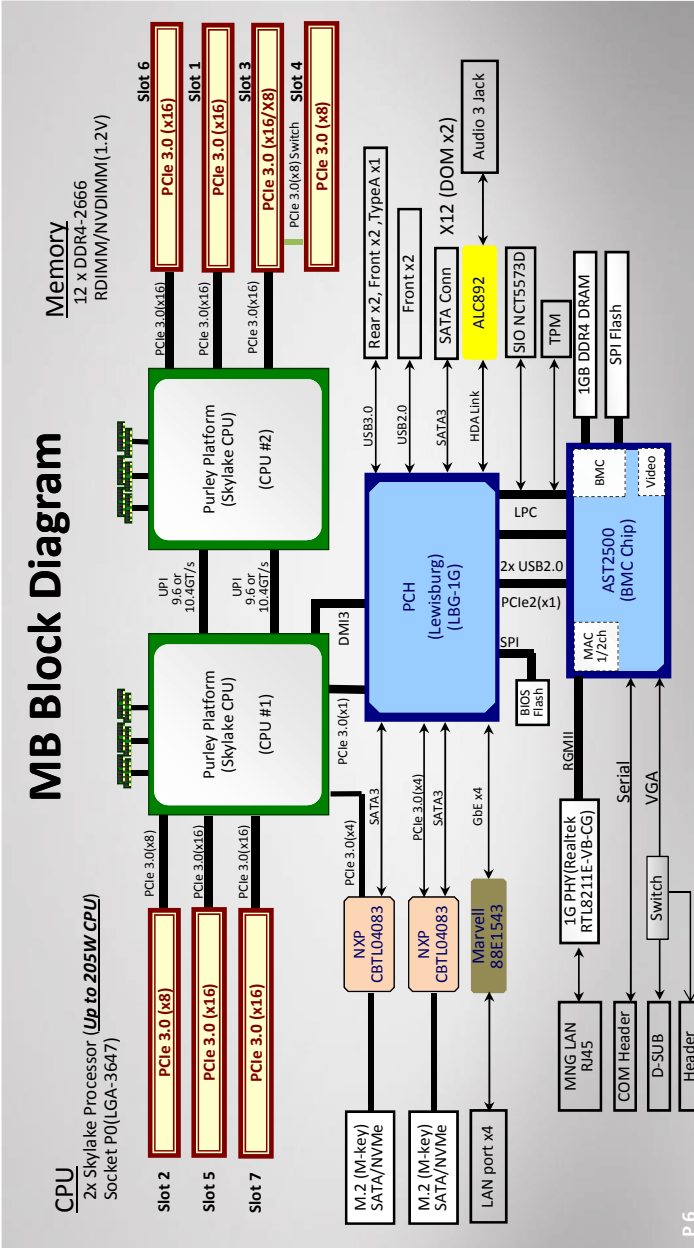 MB Block Diagram
CPU
2x Skylake Processor (Up to 205W CPU)
Socket P0(LGA-3647)
Memory
12 x DDR4-2666
RDIMM/NVDIMM(1.2V)
Slot 2
PCIe 3.0 (x8)
PCIe 3.0(x8)
Slot 5
PCIe 3.0 (x16)
PCIe 3.0(x16)
Slot 7
PCIe 3.0 (x16)
PCIe 3.0(x16)
Purley Platform
(Skylake CPU)
(CPU #1)
UPI
9.6 or
10.4GT/s
UPI
9.6 or
10.4GT/s
Purley Platform
(Skylake CPU)
(CPU #2)
PCIe 3.0(x16)
PCIe 3.0 (x16)
Slot 6
PCIe 3.0(x16)
PCIe 3.0 (x16)
Slot 1
PCIe 3.0(x16)
PCIe 3.0 (x16/X8)
Slot 3
PCIe 3.0(x8) Switch
PCIe 3.0 (x8)
Slot 4
DMI3
PCIe 3.0(x1)
PCIe 3.0(x4)
M.2 (M-key)
SATA/NVMe
NXP
CBTL04083
SATA3
M.2 (M-key)
SATA/NVMe
NXP
CBTL04083
PCIe 3.0(x4)
SATA3
LAN port x4
Marvell
88E1543
GbE x4
PCH
(Lewisburg)
(LBG-1G)
USB3.0
Rear x2, Front x2 ,TypeA x1
USB2.0
Front x2
SATA3
SATA Conn
X12 (DOM x2)
HDA Link
ALC892
Audio 3 Jack
SIO NCT5573D
TPM
LPC
2x USB2.0
PCIe2(x1)
SPI
BIOS
Flash
MNG LAN
RJ45
1G PHY(Realtek
RTL8211E-VB-CG)
RGMII
MAC
1/2ch
AST2500
(BMC Chip)
BMC
Video
1GB DDR4 DRAM
SPI Flash
COM Header
Serial
D-SUB
Switch
VGA
Header
P.6